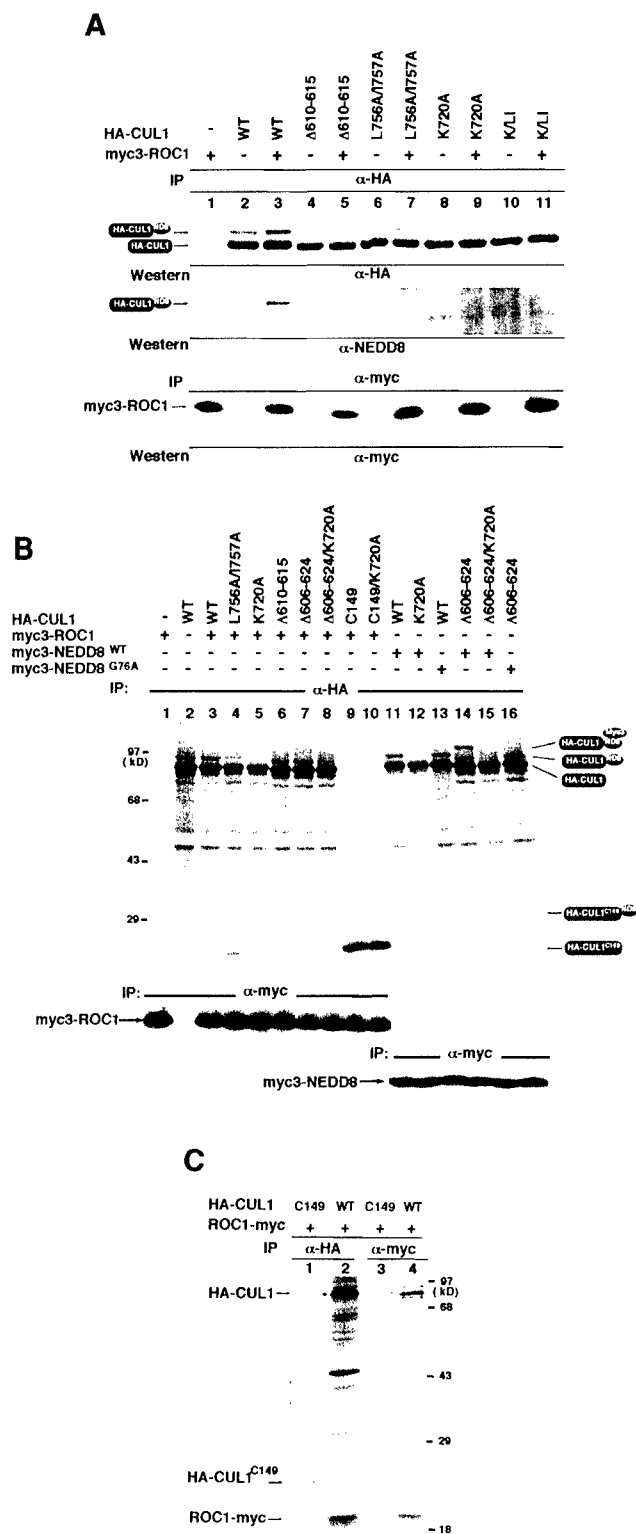 A
HA-CUL1 - WT WT Δ610-615 Δ610-615 L756A/I757A L756A/I757A K720A K720A K/LI K/LI
myc3-ROC1 + - + - + - + - + - +
IP α-HA
1 2 3 4 5 6 7 8 9 10 11
HA-CUL1
HA-CUL1
Western α-HA
HA-CUL1
Western α-NEDD8
IP α-myc
myc3-ROC1
Western α-myc
B
HA-CUL1 - WT WT L756A/I757A K720A Δ610-615 Δ606-624 Δ606-624/K720A C149 C149/K720A WT K720A WT Δ606-624 Δ606-624/K720A Δ606-624
myc3-ROC1 + - + + + + + + + + - - - - - -
myc3-NEDD8 WT - - - - - - - - - - + + - + + -
myc3-NEDD8 G76A - - - - - - - - - - - - + - - +
IP: α-HA
1 2 3 4 5 6 7 8 9 10 11 12 13 14 15 16
97
(kD)
68
43
29
HA-CUL1
HA-CUL1
HA-CUL1
HA-CUL1C149
HA-CUL1C149
IP: α-myc
myc3-ROC1
IP: α-myc
myc3-NEDD8
C
HA-CUL1 C149 WT C149 WT
ROC1-myc + + + +
IP α-HA α-myc
1 2 3 4
97
HA-CUL1 (kD)
68
43
29
HA-CUL1C149
ROC1-myc
18